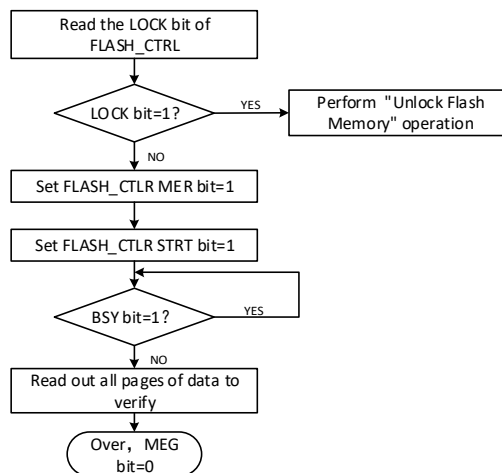 Read the LOCK bit of
FLASH_CTRL
LOCK bit=1?
YES
Perform "Unlock Flash
Memory" operation
NO
Set FLASH_CTLR MER bit=1
Set FLASH_CTLR STRT bit=1
BSY bit=1?
YES
NO
Read out all pages of data to
verify
Over, MEG
bit=0